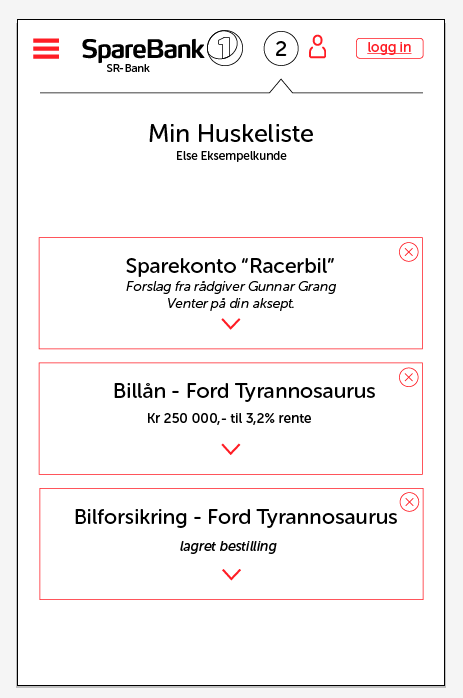 SpareBank 1
SR-Bank
2
logg in
Min Huskeliste
Else Eksempelkunde
Sparekonto “Racerbil”
Forslag fra rådgiver Gunnar Grang
Venter på din aksept.
Billån - Ford Tyrannosaurus
Kr 250 000,- til 3,2% rente
Bilforsikring - Ford Tyrannosaurus
lagret bestilling